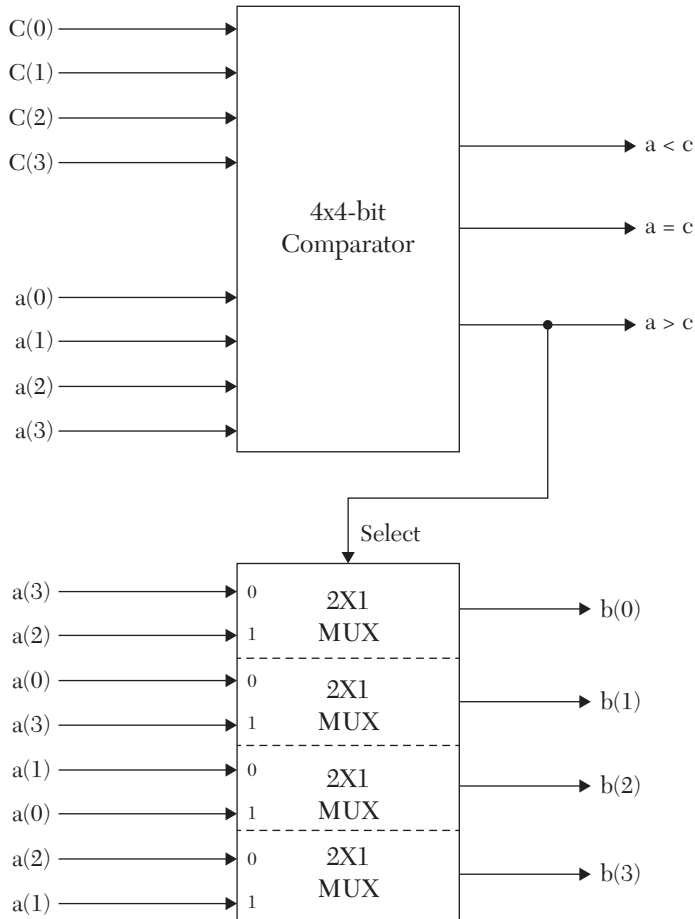 C(0)
C(1)
C(2)
C(3)
a(0)
a(1)
a(2)
a(3)
4x4-bit
Comparator
a < c
a = c
a > c
Select
a(3)
a(2)
a(0)
a(3)
a(1)
a(0)
a(2)
a(1)
0
1
0
1
0
1
0
1
2X1
MUX
2X1
MUX
2X1
MUX
2X1
MUX
b(0)
b(1)
b(2)
b(3)